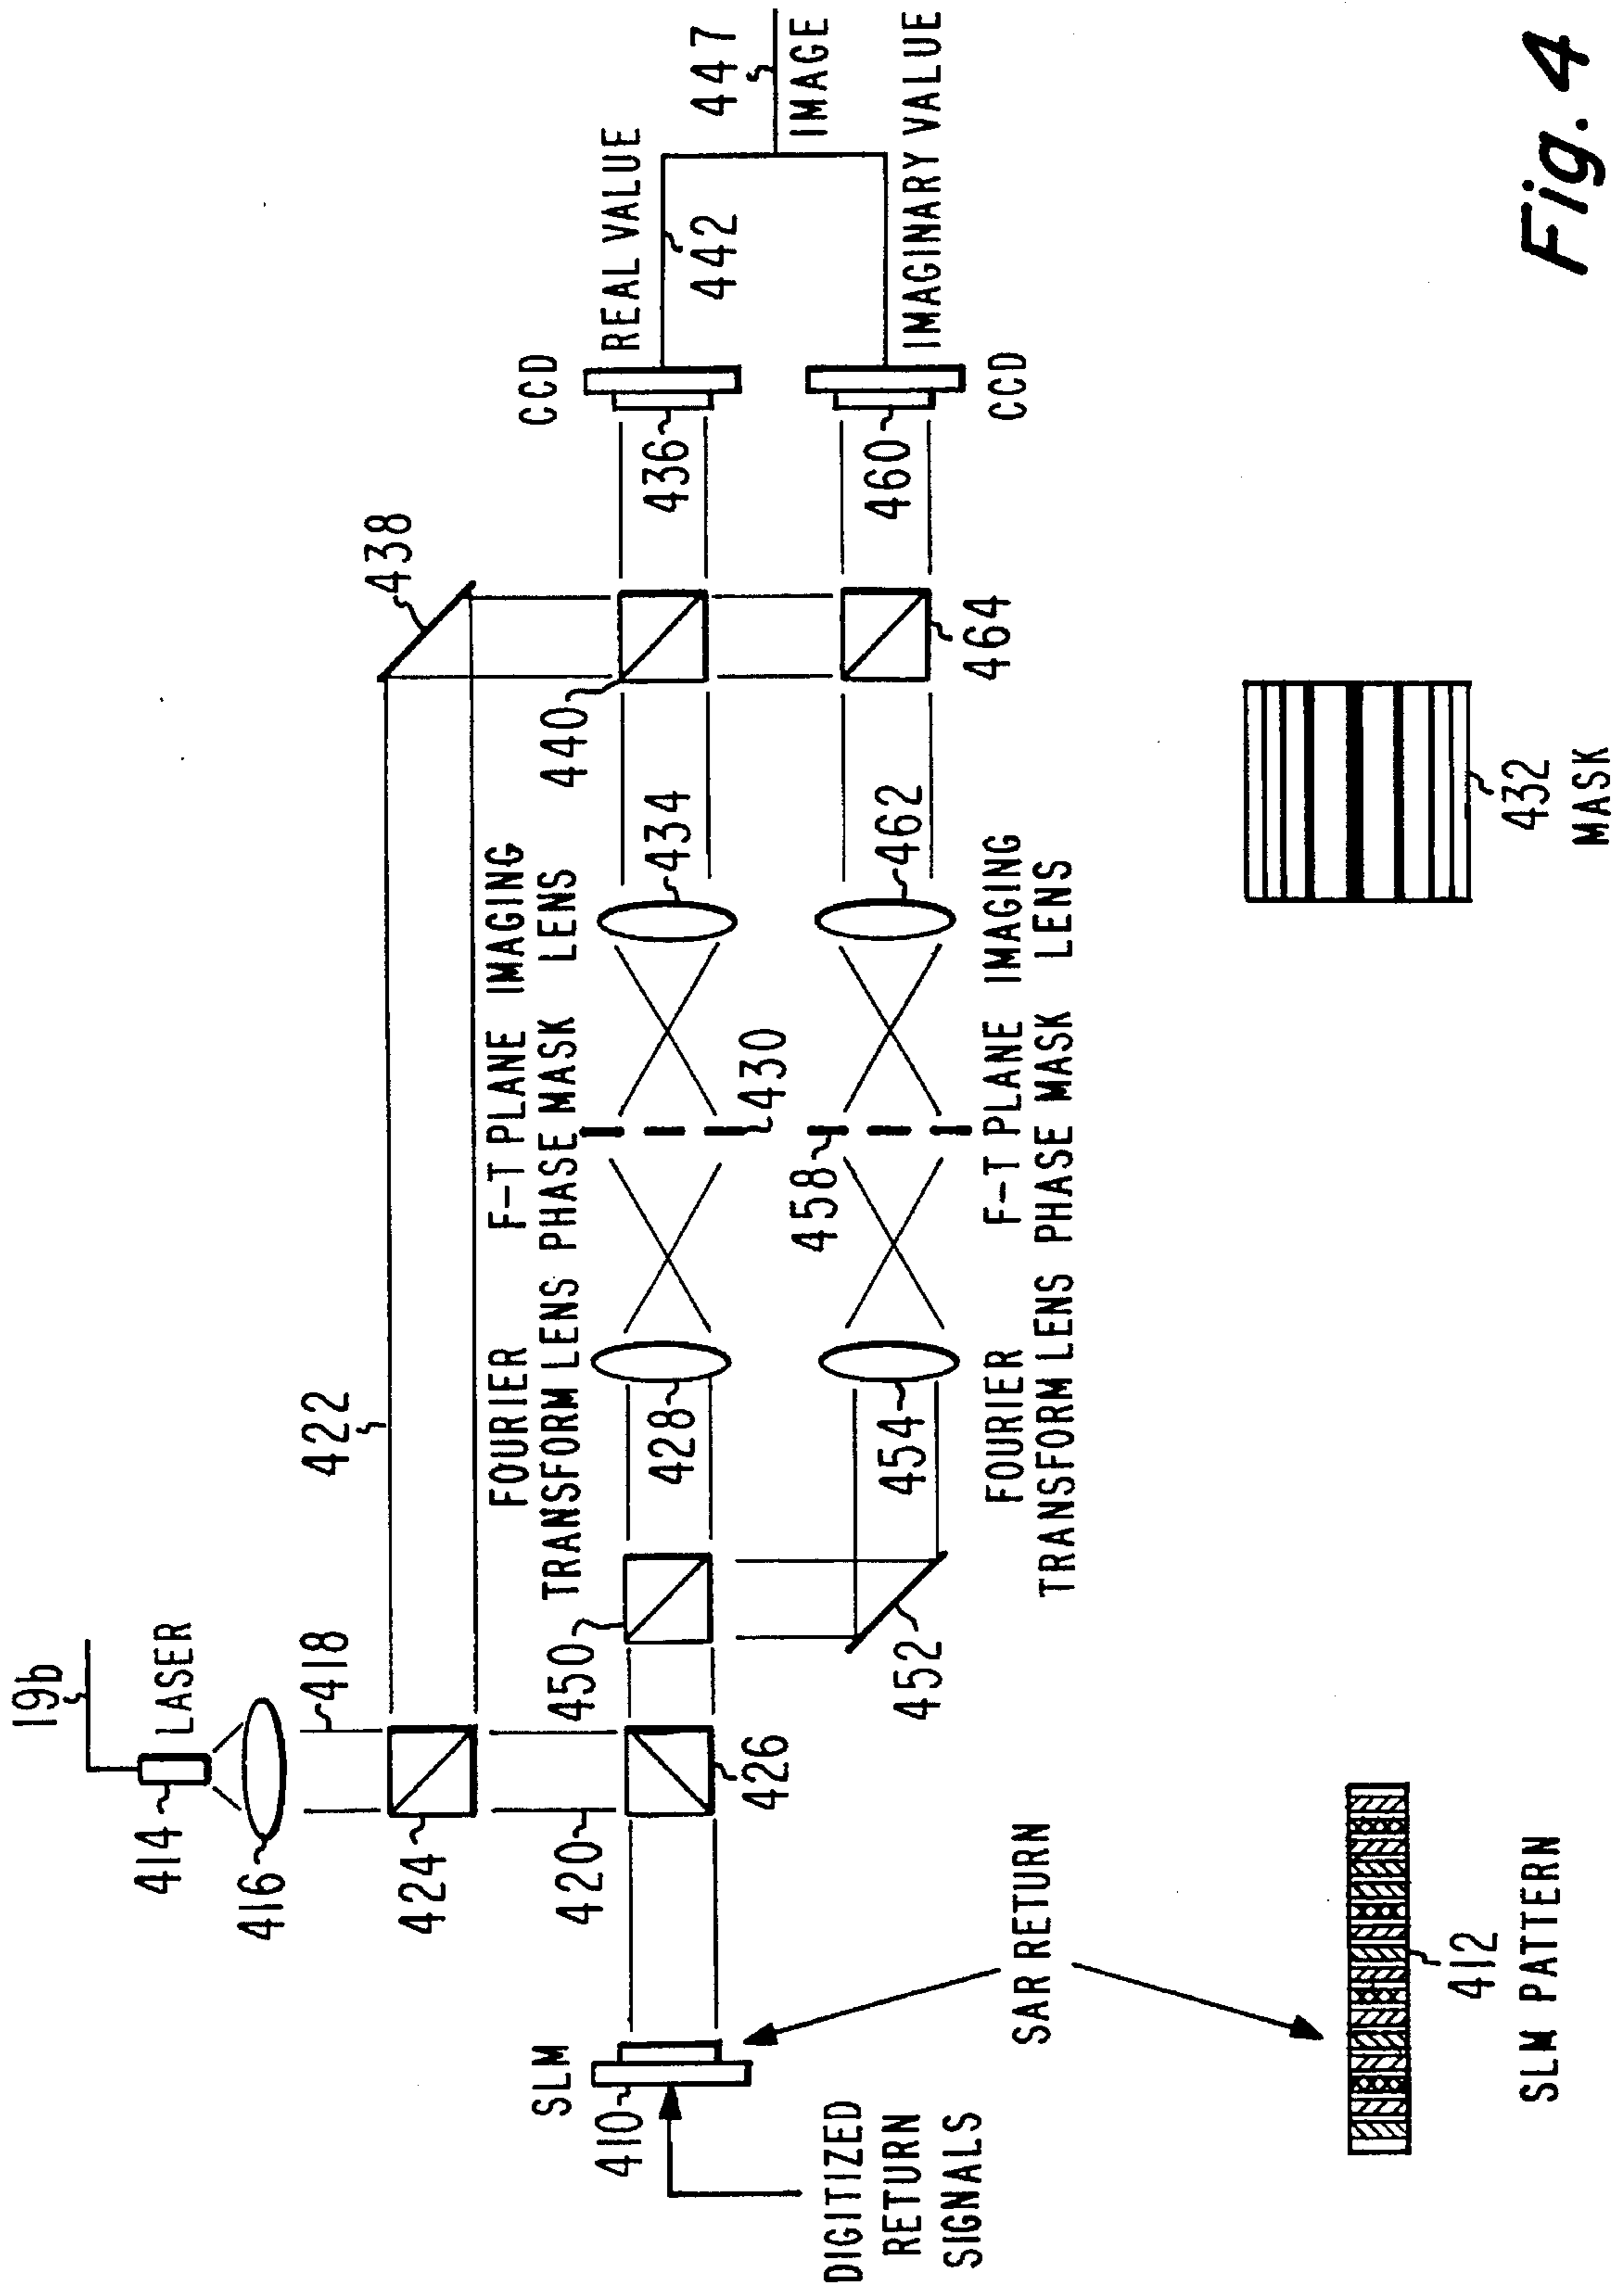 19b
LASER
414
416
418
424
420
422
438
426
450
452
SLM
410
DIGITIZED
RETURN
SIGNALS
SAR RETURN
412
SLM PATTERN
FOURIER
TRANSFORM LENS
F-T PLANE
PHASE MASK
IMAGING
LENS
428
430
434
440
436
CCD
REAL VALUE
442
447
IMAGE
IMAGINARY VALUE
454
458
462
464
460
CCD
FOURIER
TRANSFORM LENS
F-T PLANE
PHASE MASK
IMAGING
LENS
432
MASK
Fig. 4